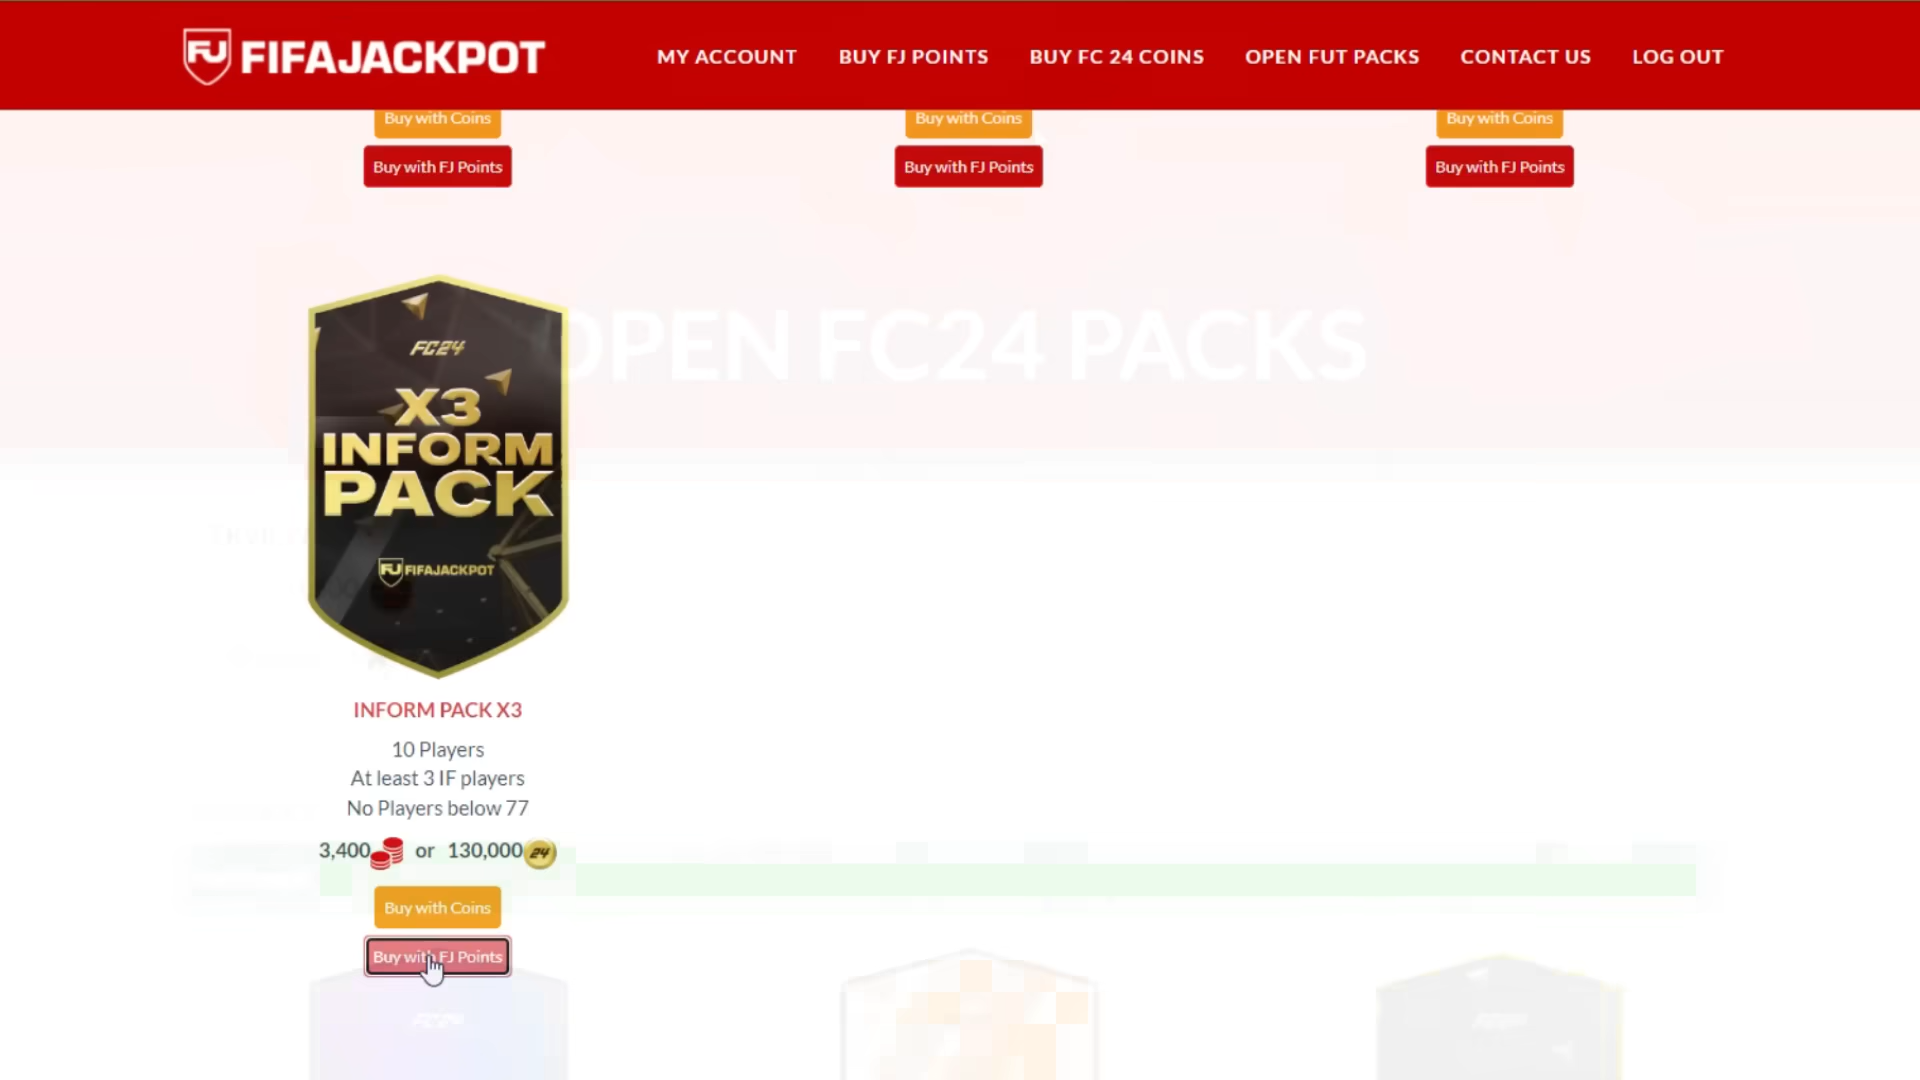 FJ FIFAJACKPOT
MY ACCOUNT
BUY FJ POINTS
BUY FC 24 COINS
OPEN FUT PACKS
CONTACT US
LOG OUT
Buy with Coins
Buy with Coins
Buy with Coins
Buy with FJ Points
Buy with FJ Points
Buy with FJ Points
OPEN FC24 PACKS
FC24
X3
INFORM
PACK
FJ FIFAJACKPOT
INFORM PACK X3
10 Players
At least 3 IF players
No Players below 77
3,400 or 130,000 24
Buy with Coins
Buy with FJ Points